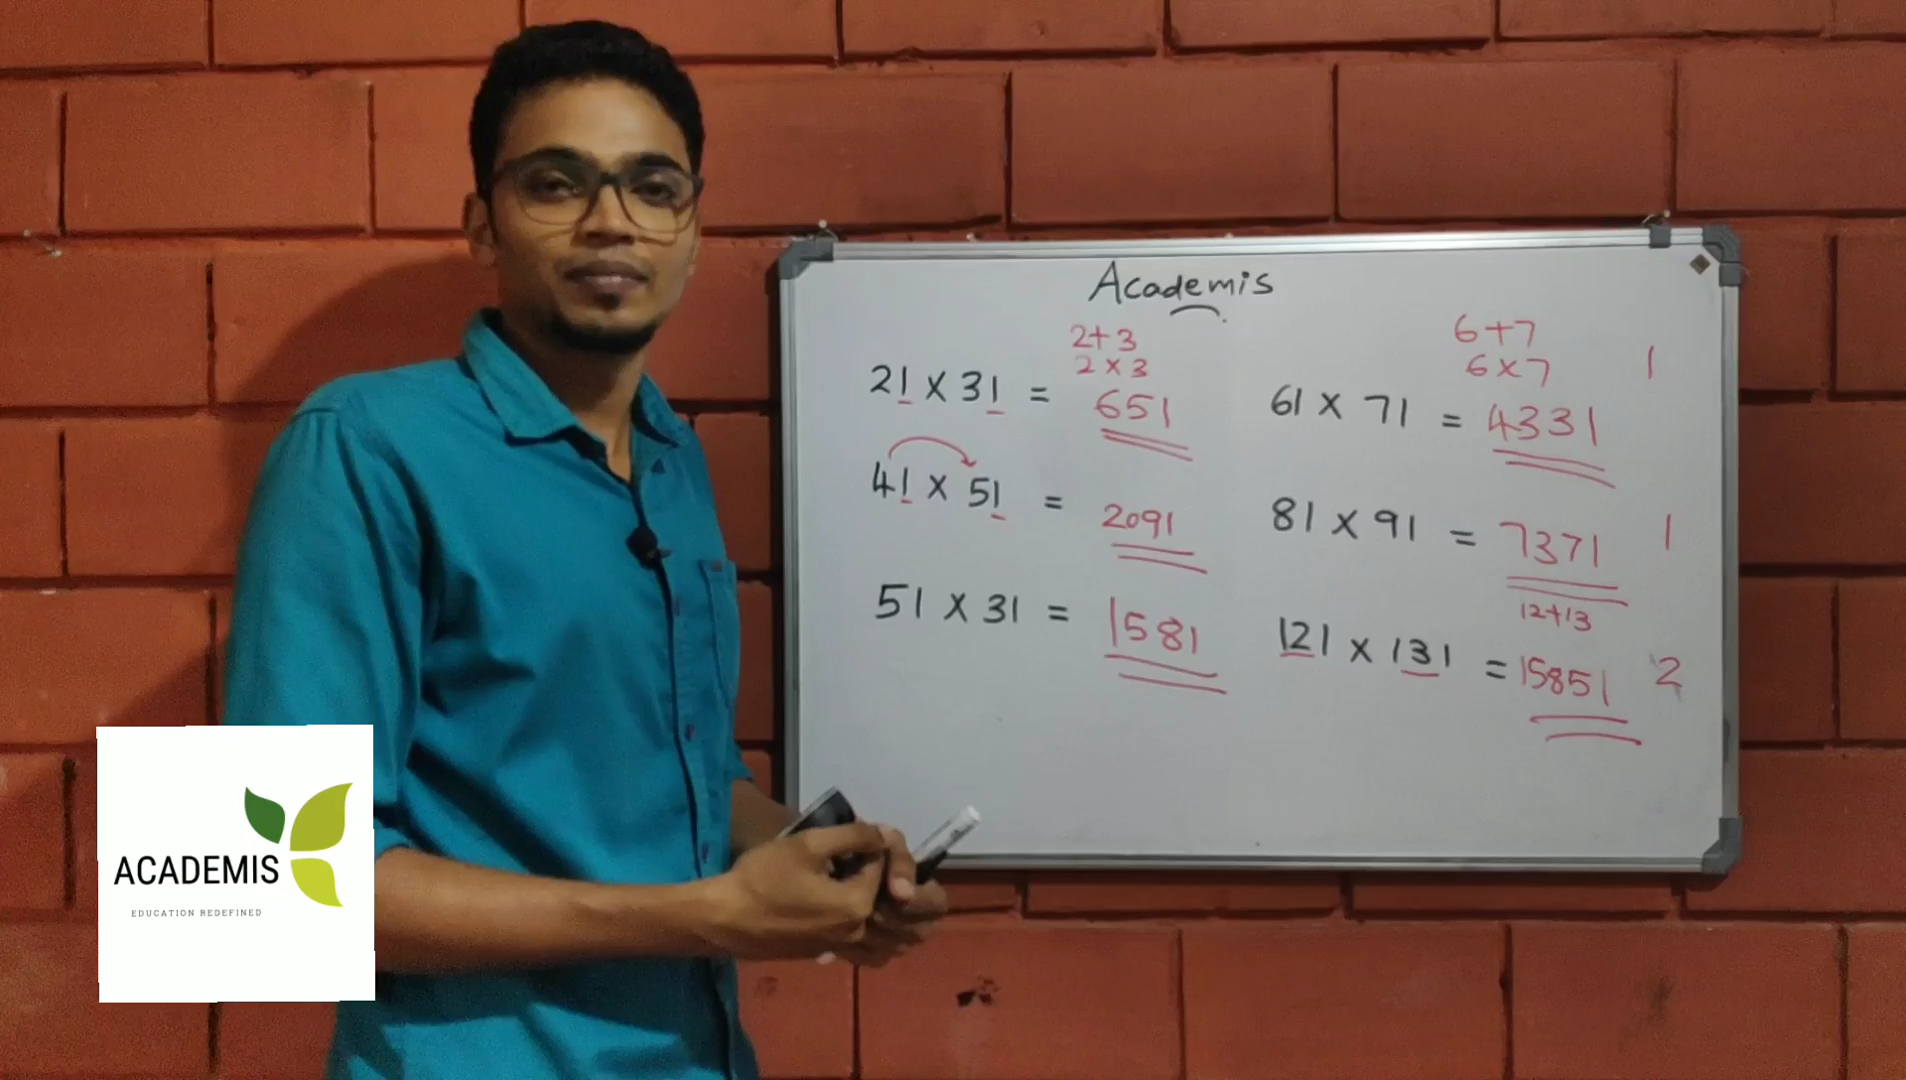 Academis
2+3
2×3
21 × 31 = 651
41 × 51 = 2091
51 × 31 = 1581
6+7
6×7 1
61 × 71 = 4331
81 × 91 = 7371 1
12+13
121 × 131 = 15851 2
ACADEMIS
EDUCATION REDEFINED